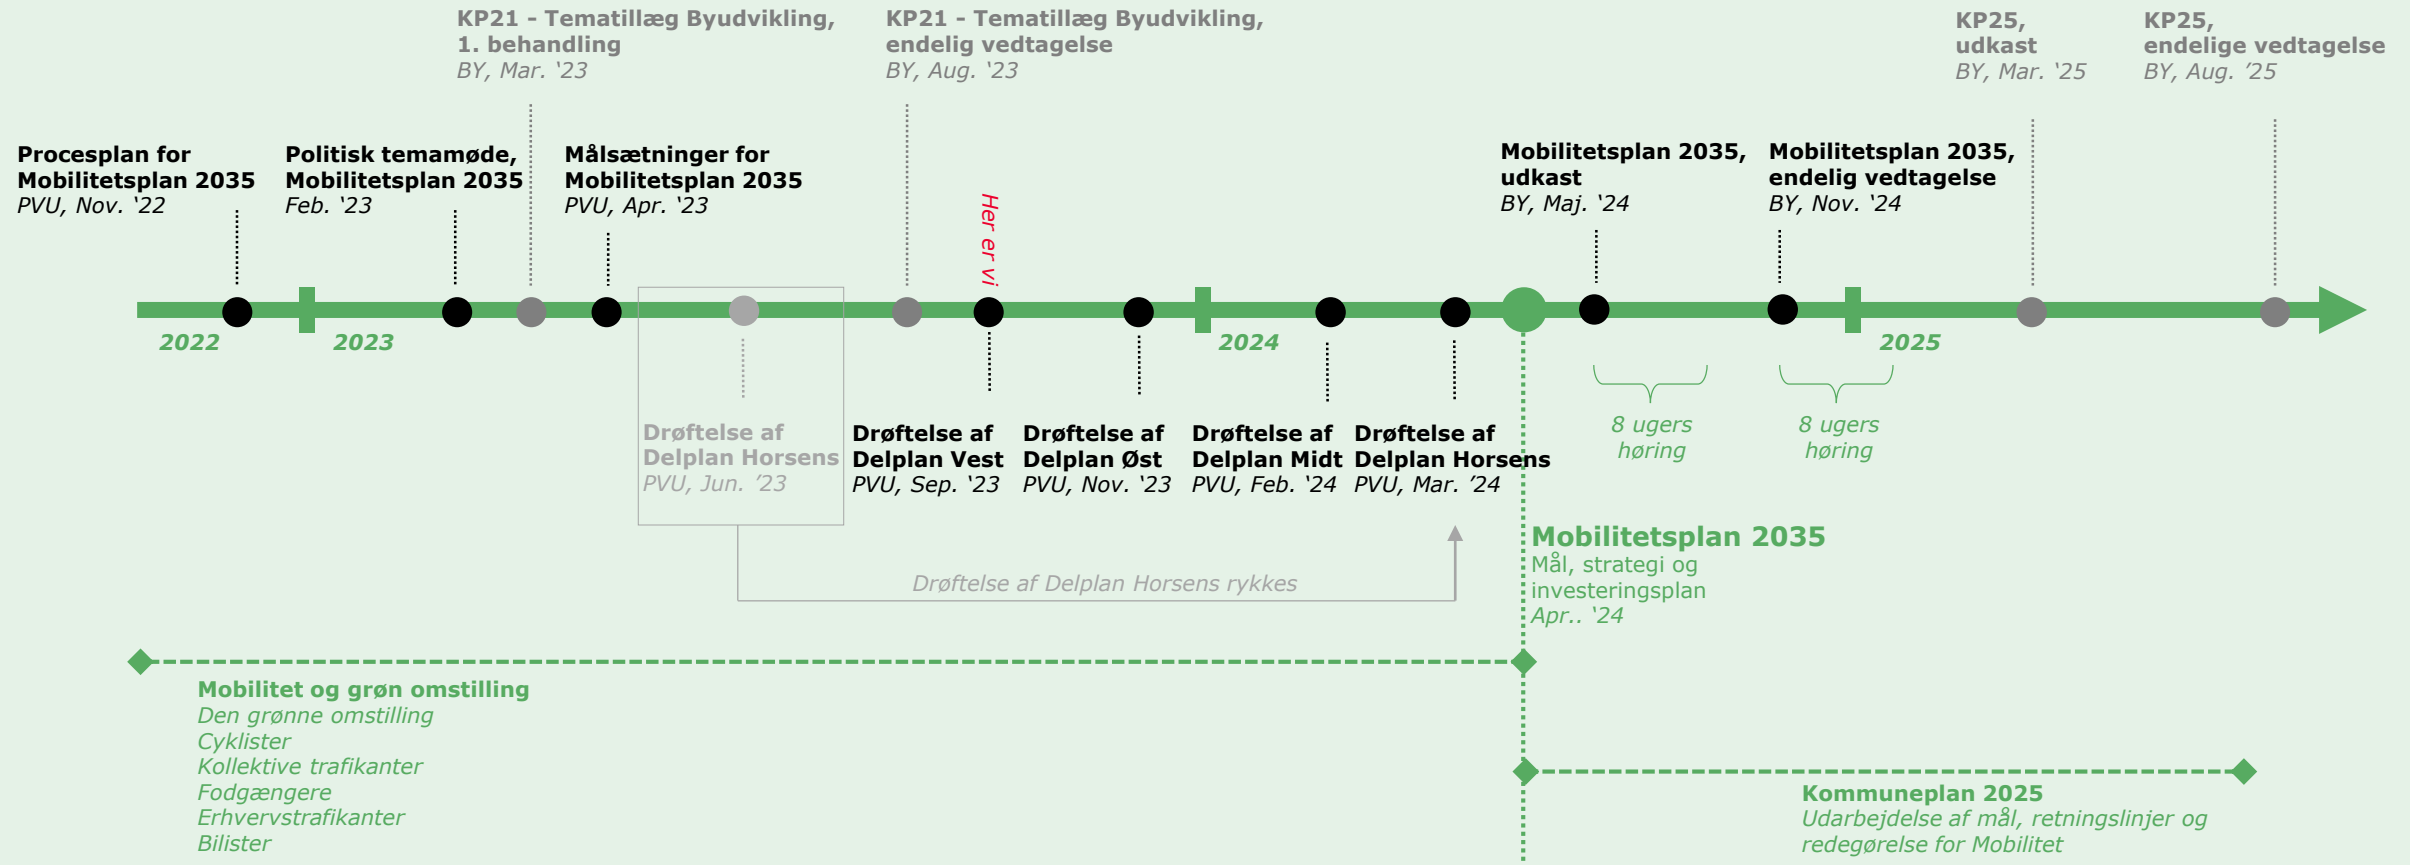 KP21 - Tematillæg Byudvikling,
1. behandling
BY, Mar. ‘23
KP21 - Tematillæg Byudvikling,
endelig vedtagelse
BY, Aug. ‘23
KP25,
udkast
BY, Mar. ‘25
KP25,
endelige vedtagelse
BY, Aug. ’25
Procesplan for
Mobilitetsplan 2035
PVU, Nov. ‘22
Politisk temamøde,
Mobilitetsplan 2035
Feb. ‘23
Målsætninger for
Mobilitetsplan 2035
PVU, Apr. ‘23
Her er vi
Mobilitetsplan 2035,
udkast
BY, Maj. ‘24
Mobilitetsplan 2035,
endelig vedtagelse
BY, Nov. ‘24
2022
2023
2024
2025
Drøftelse af
Delplan Horsens
PVU, Jun. ’23
Drøftelse af
Delplan Vest
PVU, Sep. ‘23
Drøftelse af
Delplan Øst
PVU, Nov. ‘23
Drøftelse af
Delplan Midt
PVU, Feb. ‘24
Drøftelse af
Delplan Horsens
PVU, Mar. ’24
8 ugers
høring
8 ugers
høring
Drøftelse af Delplan Horsens rykkes
Mobilitetsplan 2035
Mål, strategi og
investeringsplan
Apr.. ‘24
Mobilitet og grøn omstilling
Den grønne omstilling
Cyklister
Kollektive trafikanter
Fodgængere
Erhvervstrafikanter
Bilister
Kommuneplan 2025
Udarbejdelse af mål, retningslinjer og
redegørelse for Mobilitet